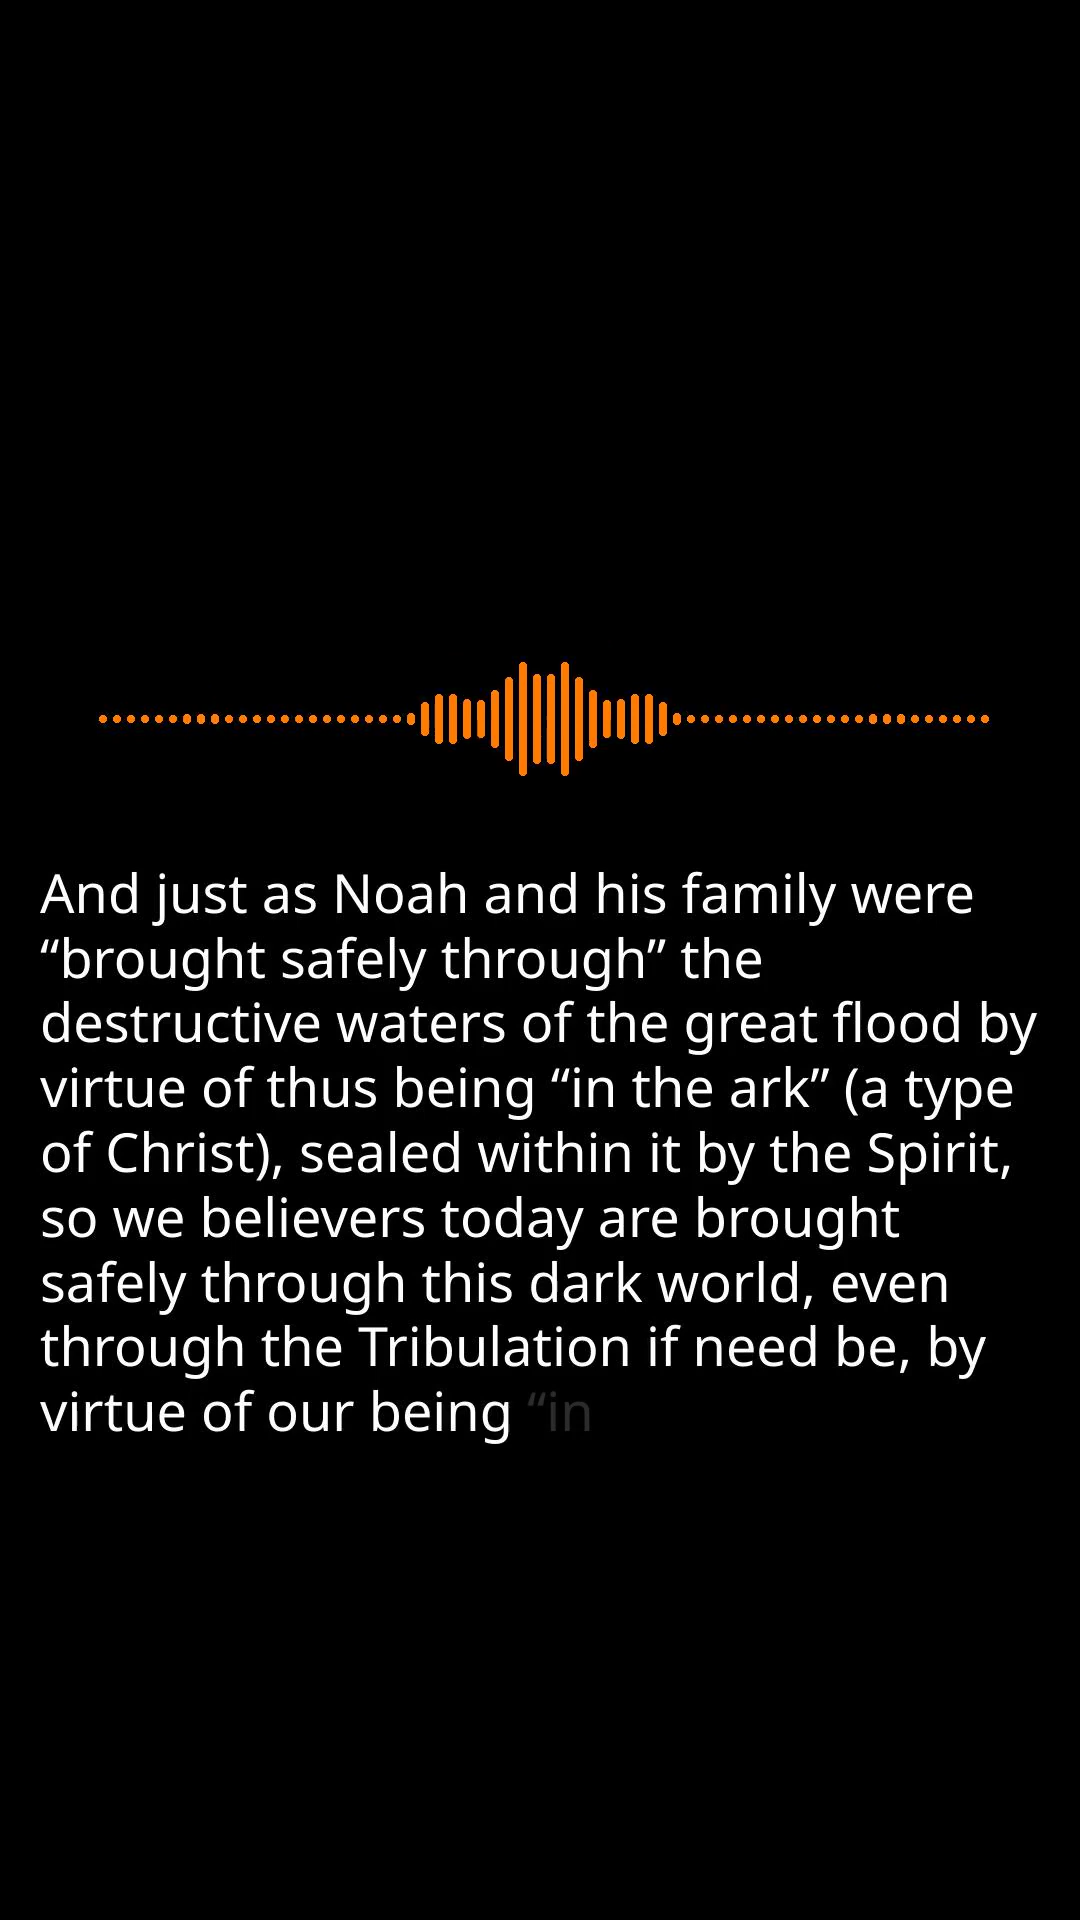 And just as Noah and his family were
“brought safely through” the
destructive waters of the great flood by
virtue of thus being “in the ark” (a type
of Christ), sealed within it by the Spirit,
so we believers today are brought
safely through this dark world, even
through the Tribulation if need be, by
virtue of our being “in